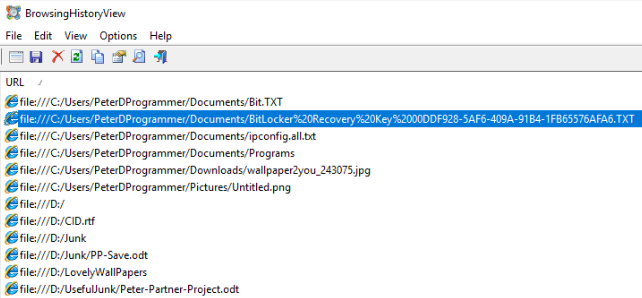 BrowsingHistoryView
File Edit View Options Help
URL
file:///C:/Users/PeterDProgrammer/Documents/Bit.TXT
file:///C:/Users/PeterDProgrammer/Documents/BitLocker%20Recovery%20Key%2000DDF928-5AF6-409A-91B4-1FB65576AFA6.TXT
file:///C:/Users/PeterDProgrammer/Documents/ipconfig.all.txt
file:///C:/Users/PeterDProgrammer/Documents/Programs
file:///C:/Users/PeterDProgrammer/Downloads/wallpaper2you_243075.jpg
file:///C:/Users/PeterDProgrammer/Pictures/Untitled.png
file:///D:/
file:///D:/CID.rtf
file:///D:/Junk
file:///D:/Junk/PP-Save.odt
file:///D:/LovelyWallPapers
file:///D:/UsefulJunk/Peter-Partner-Project.odt